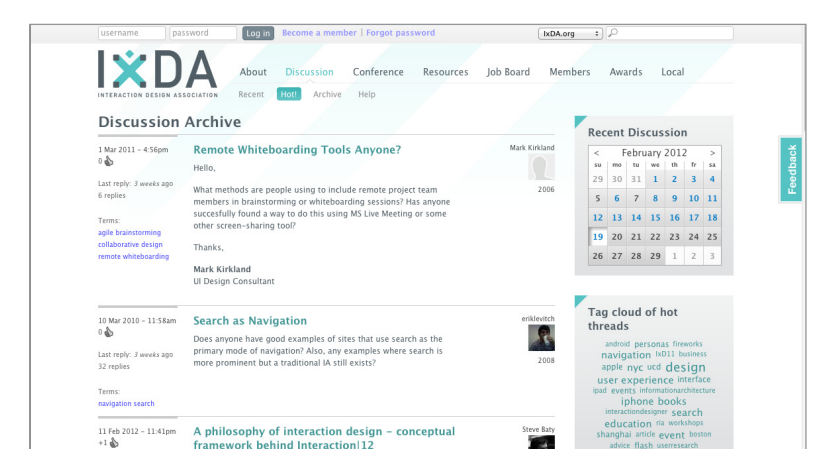 username password Log in Become a member | Forgot password IxDA.org
IXDA
INTERACTION DESIGN ASSOCIATION
About Discussion Conference Resources Job Board Members Awards Local
Recent Hot! Archive Help
Discussion Archive
1 Mar 2011 – 4:56pm
0
Last reply: 3 weeks ago
6 replies
Terms:
agile brainstorming
collaborative design
remote whiteboarding
Remote Whiteboarding Tools Anyone?
Hello,
What methods are people using to include remote project team
members in brainstorming or whiteboarding sessions? Has anyone
succesfully found a way to do this using MS Live Meeting or some
other screen-sharing tool?
Thanks,
Mark Kirkland
UI Design Consultant
Mark Kirkland
2006
10 Mar 2010 – 11:58am
0
Last reply: 3 weeks ago
32 replies
Terms:
navigation search
Search as Navigation
Does anyone have good examples of sites that use search as the
primary mode of navigation? Also, any examples where search is
more prominent but a traditional IA still exists?
eriklevitch
2008
11 Feb 2012 – 11:41pm
+1
A philosophy of interaction design – conceptual
framework behind Interaction|12
Steve Baty
Recent Discussion
< February 2012 >
su mo tu we th fr sa
29 30 31 1 2 3 4
5 6 7 8 9 10 11
12 13 14 15 16 17 18
19 20 21 22 23 24 25
26 27 28 29 1 2 3
Tag cloud of hot
threads
android personas fireworks
navigation IxD11 business
apple nyc ucd design
user experience interface
ipad events informationarchitecture
iphone books
interactiondesigner search
education ria workshops
shanghai article event boston
advice flash userresearch
Feedback